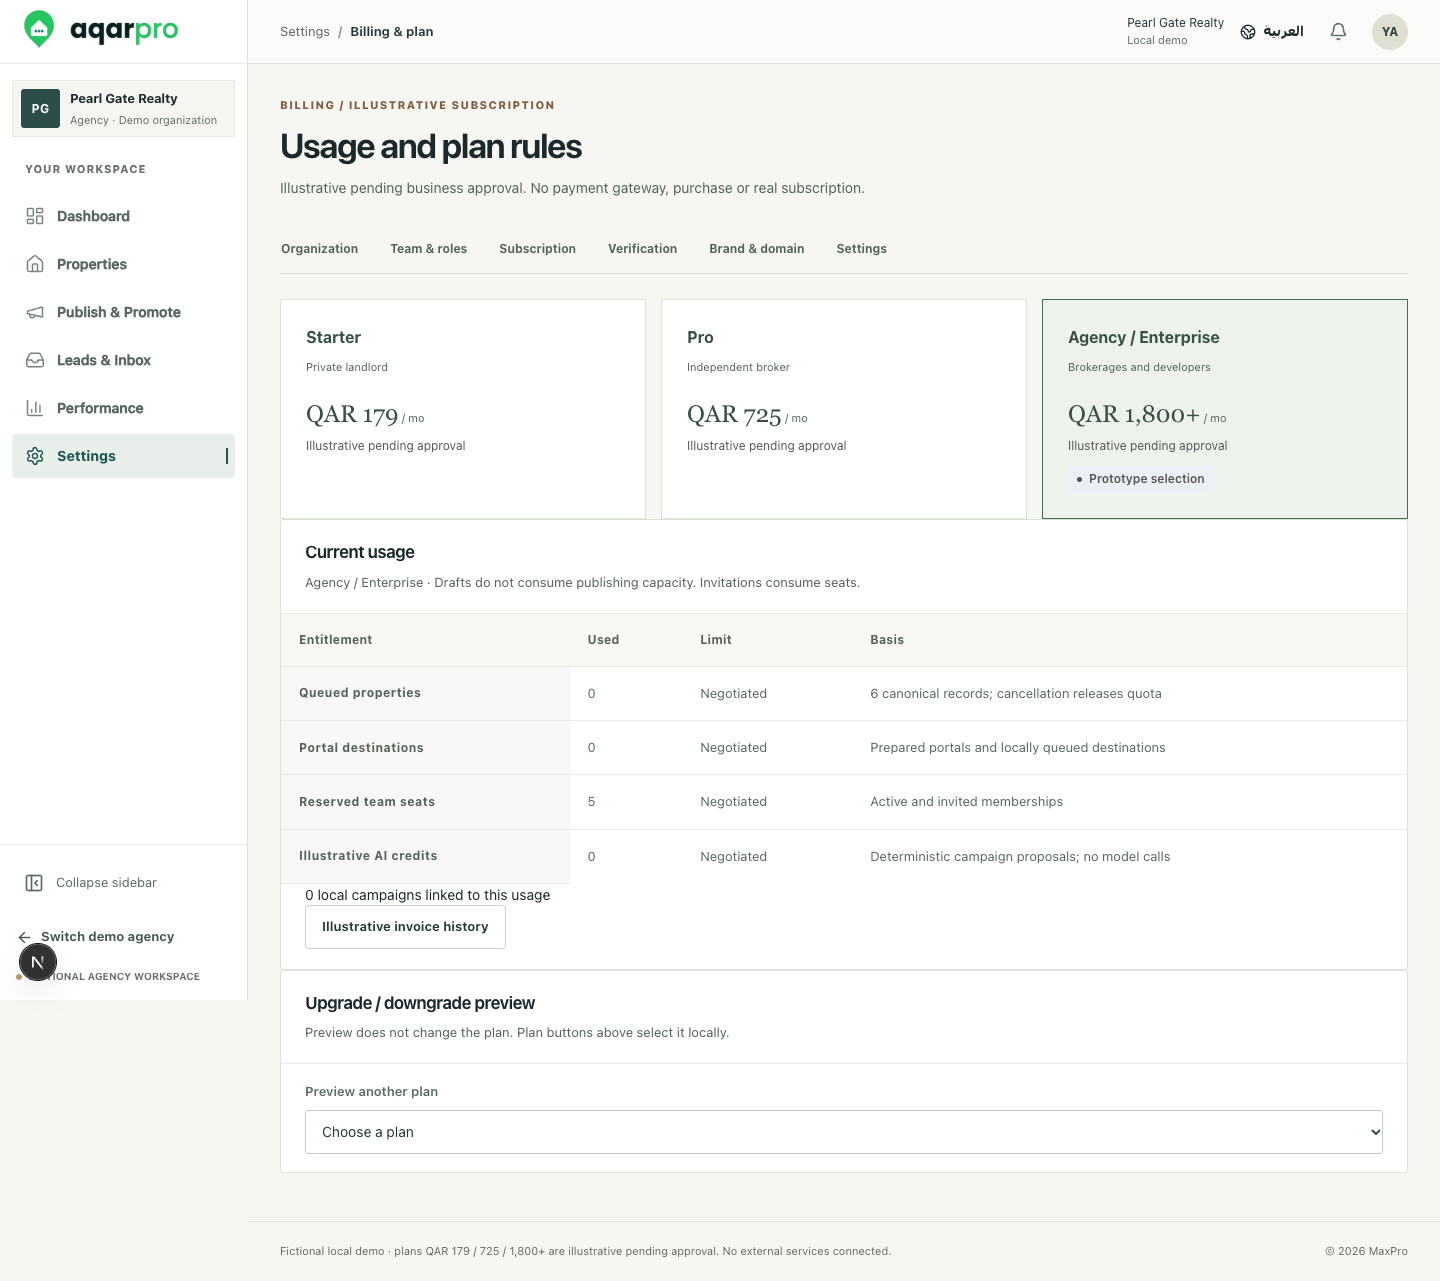 aqarpro
Settings / Billing & plan
Pearl Gate Realty
Local demo
العربية
YA
PG
Pearl Gate Realty
Agency · Demo organization
YOUR WORKSPACE
Dashboard
Properties
Publish & Promote
Leads & Inbox
Performance
Settings
Collapse sidebar
Switch demo agency
N
IONAL AGENCY WORKSPACE
BILLING / ILLUSTRATIVE SUBSCRIPTION
Usage and plan rules
Illustrative pending business approval. No payment gateway, purchase or real subscription.
Organization Team & roles Subscription Verification Brand & domain Settings
Starter
Private landlord
QAR 179 / mo
Illustrative pending approval
Pro
Independent broker
QAR 725 / mo
Illustrative pending approval
Agency / Enterprise
Brokerages and developers
QAR 1,800+ / mo
Illustrative pending approval
Prototype selection
Current usage
Agency / Enterprise · Drafts do not consume publishing capacity. Invitations consume seats.
Entitlement Used Limit Basis
Queued properties 0 Negotiated 6 canonical records; cancellation releases quota
Portal destinations 0 Negotiated Prepared portals and locally queued destinations
Reserved team seats 5 Negotiated Active and invited memberships
Illustrative AI credits 0 Negotiated Deterministic campaign proposals; no model calls
0 local campaigns linked to this usage
Illustrative invoice history
Upgrade / downgrade preview
Preview does not change the plan. Plan buttons above select it locally.
Preview another plan
Choose a plan
Fictional local demo · plans QAR 179 / 725 / 1,800+ are illustrative pending approval. No external services connected.
© 2026 MaxPro